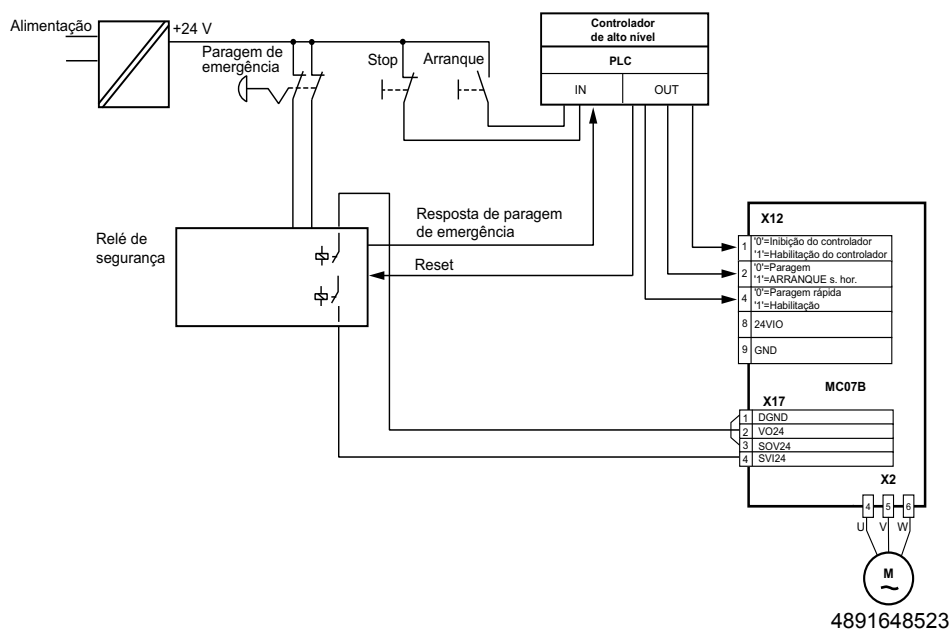 Alimentação
+24 V
Paragem de
emergência
Stop
Arranque
Controlador
de alto nível
PLC
IN
OUT
Relé de
segurança
Resposta de paragem
de emergência
Reset
X12
1
'0'=Inibição do controlador
'1'=Habilitação do controlador
2
'0'=Paragem
'1'=ARRANQUE s. hor.
4
'0'=Paragem rápida
'1'=Habilitação
8 24VIO
9 GND
MC07B
X17
1 DGND
2 VO24
3 SOV24
4 SVI24
X2
4 5 6
U V W
M
~
4891648523